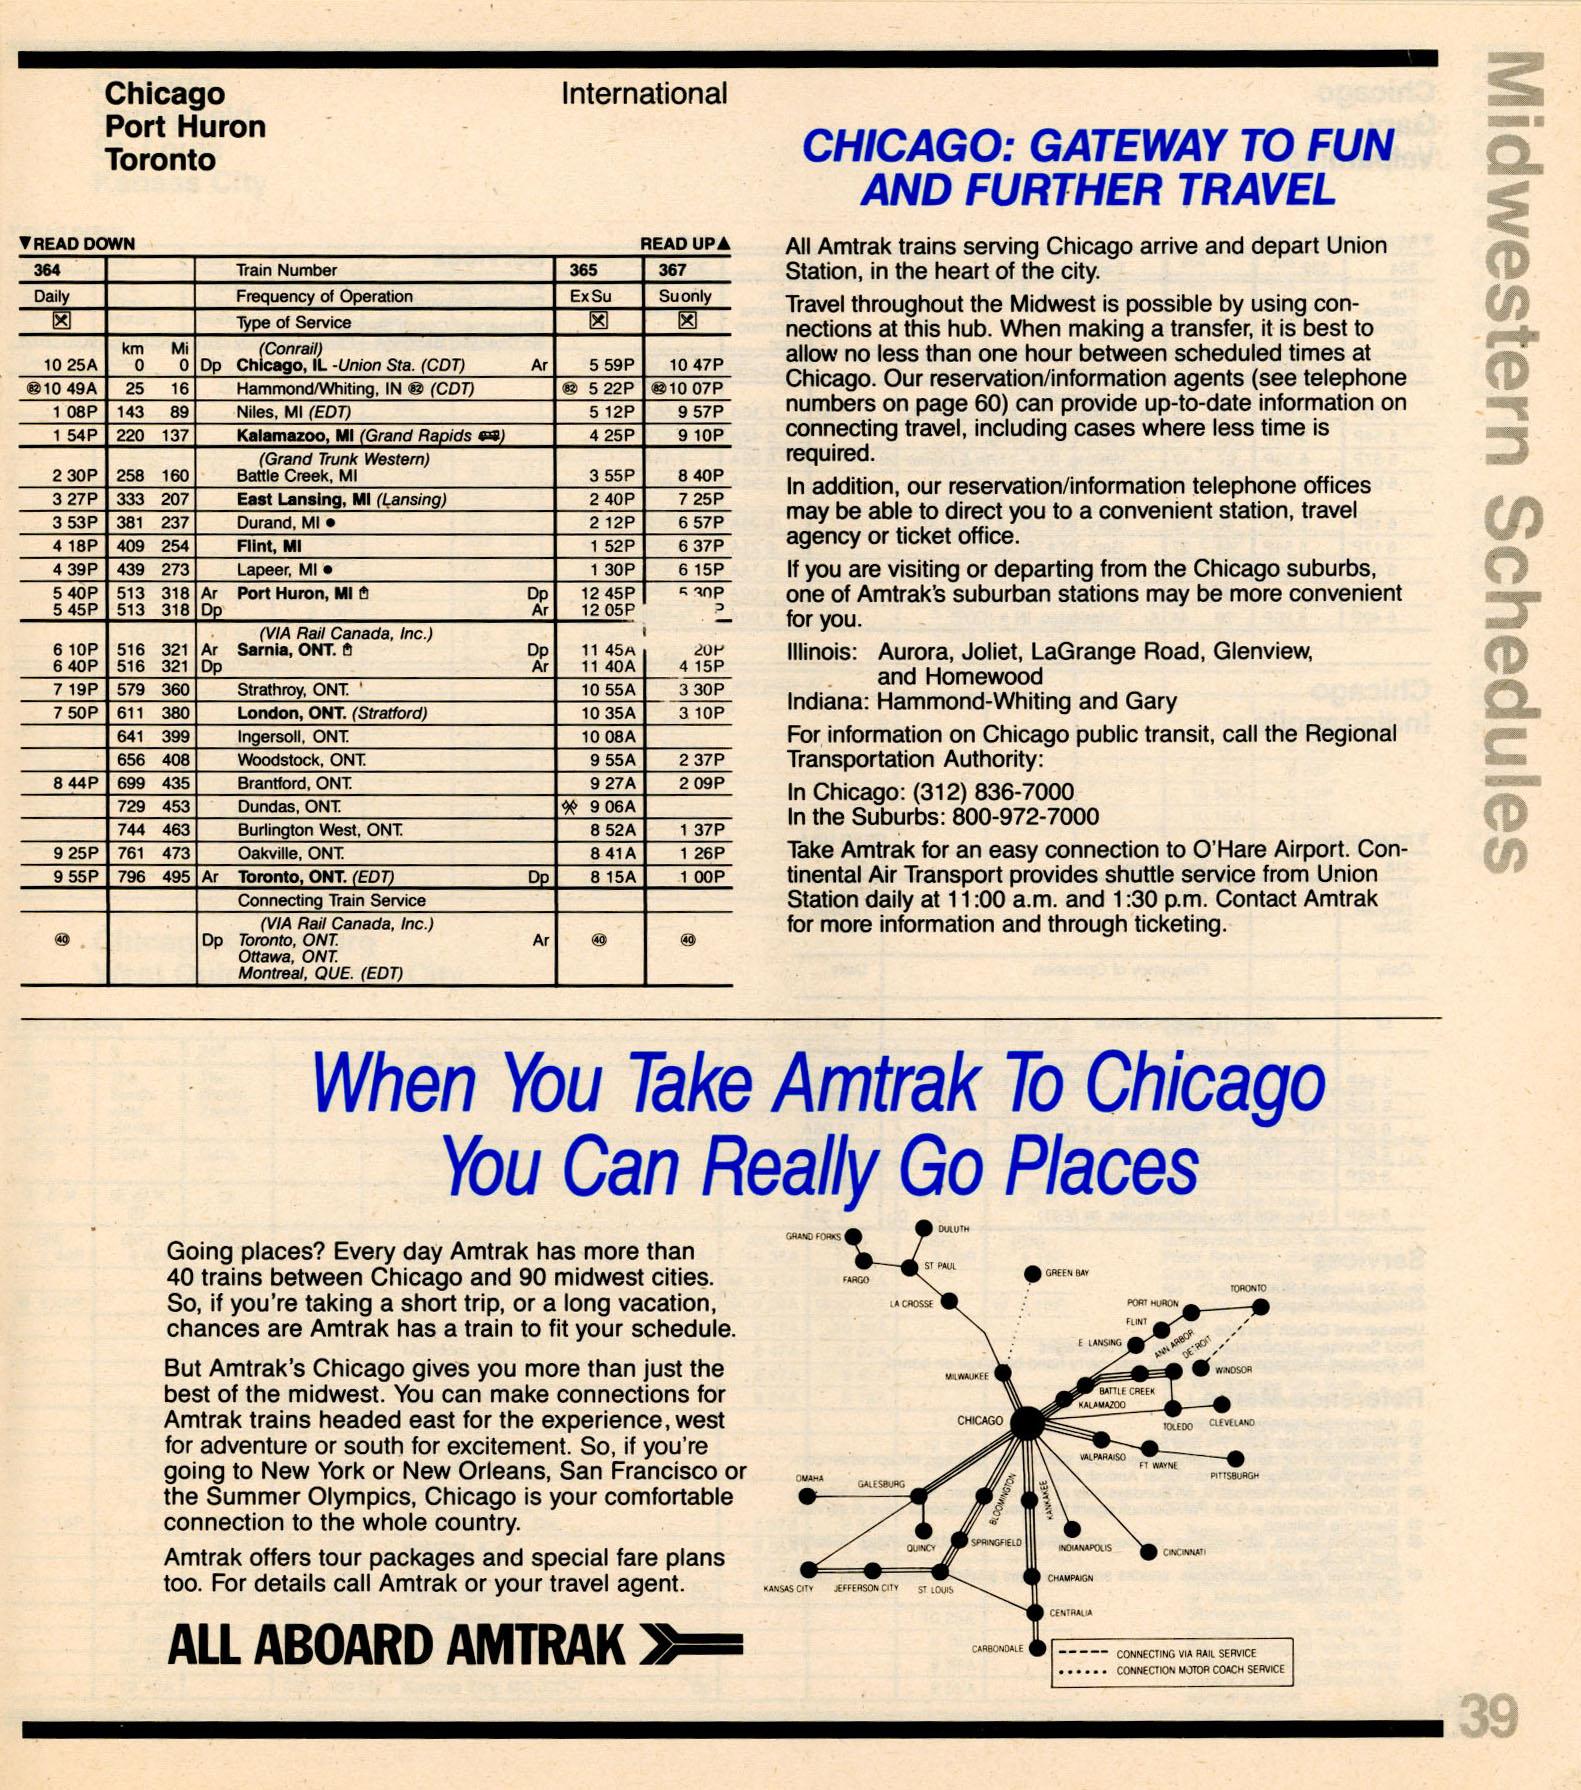 Midwestern Schedules
Chicago
Port Huron
Toronto
International
▼READ DOWN READ UP▲
364 Train Number 365 367
Daily Frequency of Operation Ex Su Su only
Type of Service
km Mi (Conrail)
10 25A 0 0 Dp Chicago, IL -Union Sta. (CDT) Ar 5 59P 10 47P
㉘10 49A 25 16 Hammond/Whiting, IN (82) (CDT) (82) 5 22P (82) 10 07P
1 08P 143 89 Niles, MI (EDT) 5 12P 9 57P
1 54P 220 137 Kalamazoo, MI (Grand Rapids) 4 25P 9 10P
(Grand Trunk Western)
2 30P 258 160 Battle Creek, MI 3 55P 8 40P
3 27P 333 207 East Lansing, MI (Lansing) 2 40P 7 25P
3 53P 381 237 Durand, MI ● 2 12P 6 57P
4 18P 409 254 Flint, MI 1 52P 6 37P
4 39P 439 273 Lapeer, MI ● 1 30P 6 15P
5 40P 513 318 Ar Port Huron, MI Dp 12 45P 5 30P
5 45P 513 318 Dp Ar 12 05P
(VIA Rail Canada, Inc.)
6 10P 516 321 Ar Sarnia, ONT. Dp 11 45A 20P
6 40P 516 321 Dp Ar 11 40A 4 15P
7 19P 579 360 Strathroy, ONT. 10 55A 3 30P
7 50P 611 380 London, ONT. (Stratford) 10 35A 3 10P
641 399 Ingersoll, ONT. 10 08A
656 408 Woodstock, ONT. 9 55A 2 37P
8 44P 699 435 Brantford, ONT. 9 27A 2 09P
729 453 Dundas, ONT. 9 06A
744 463 Burlington West, ONT. 8 52A 1 37P
9 25P 761 473 Oakville, ONT. 8 41A 1 26P
9 55P 796 495 Ar Toronto, ONT. (EDT) Dp 8 15A 1 00P
Connecting Train Service
(VIA Rail Canada, Inc.)
㊵ Dp Toronto, ONT. Ar ㊵ ㊵
Ottawa, ONT.
Montreal, QUE. (EDT)
CHICAGO: GATEWAY TO FUN
AND FURTHER TRAVEL
All Amtrak trains serving Chicago arrive and depart Union
Station, in the heart of the city.
Travel throughout the Midwest is possible by using con-
nections at this hub. When making a transfer, it is best to
allow no less than one hour between scheduled times at
Chicago. Our reservation/information agents (see telephone
numbers on page 60) can provide up-to-date information on
connecting travel, including cases where less time is
required.
In addition, our reservation/information telephone offices
may be able to direct you to a convenient station, travel
agency or ticket office.
If you are visiting or departing from the Chicago suburbs,
one of Amtrak's suburban stations may be more convenient
for you.
Illinois: Aurora, Joliet, LaGrange Road, Glenview,
and Homewood
Indiana: Hammond-Whiting and Gary
For information on Chicago public transit, call the Regional
Transportation Authority:
In Chicago: (312) 836-7000
In the Suburbs: 800-972-7000
Take Amtrak for an easy connection to O'Hare Airport. Con-
tinental Air Transport provides shuttle service from Union
Station daily at 11:00 a.m. and 1:30 p.m. Contact Amtrak
for more information and through ticketing.
When You Take Amtrak To Chicago
You Can Really Go Places
Going places? Every day Amtrak has more than
40 trains between Chicago and 90 midwest cities.
So, if you're taking a short trip, or a long vacation,
chances are Amtrak has a train to fit your schedule.
But Amtrak's Chicago gives you more than just the
best of the midwest. You can make connections for
Amtrak trains headed east for the experience, west
for adventure or south for excitement. So, if you're
going to New York or New Orleans, San Francisco or
the Summer Olympics, Chicago is your comfortable
connection to the whole country.
Amtrak offers tour packages and special fare plans
too. For details call Amtrak or your travel agent.
ALL ABOARD AMTRAK
GRAND FORKS
DULUTH
FARGO
ST PAUL
GREEN BAY
LA CROSSE
TORONTO
PORT HURON
FLINT
E LANSING
ANN ARBOR
DETROIT
WINDSOR
MILWAUKEE
BATTLE CREEK
KALAMAZOO
CHICAGO
TOLEDO
CLEVELAND
VALPARAISO
FT WAYNE
PITTSBURGH
OMAHA
GALESBURG
BLOOMINGTON
KANKAKEE
QUINCY
SPRINGFIELD
INDIANAPOLIS
CINCINNATI
KANSAS CITY
JEFFERSON CITY
ST LOUIS
CHAMPAIGN
CENTRALIA
CARBONDALE
CONNECTING VIA RAIL SERVICE
CONNECTION MOTOR COACH SERVICE
39